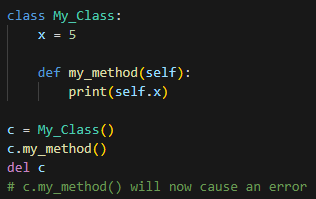 class My_Class:
    x = 5

    def my_method(self):
        print(self.x)

c = My_Class()
c.my_method()
del c
# c.my_method() will now cause an error